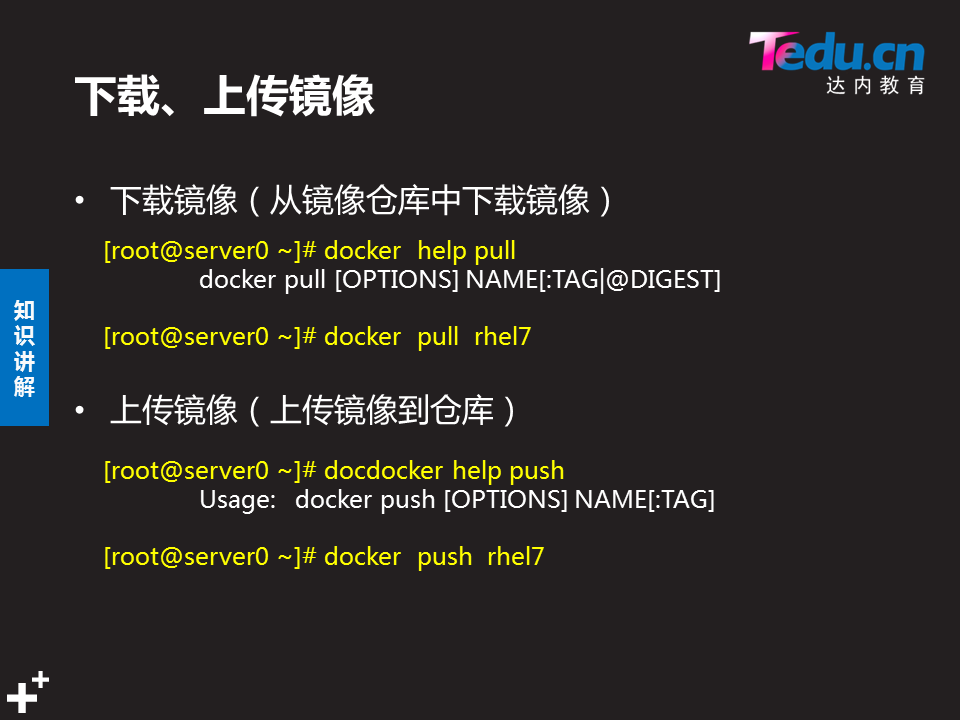 Tedu.cn
达内教育
下载、上传镜像
• 下载镜像（从镜像仓库中下载镜像）
[root@server0 ~]# docker  help pull
docker pull [OPTIONS] NAME[:TAG|@DIGEST]
[root@server0 ~]# docker  pull  rhel7
知识讲解
• 上传镜像（上传镜像到仓库）
[root@server0 ~]# docdocker help push
Usage:  docker push [OPTIONS] NAME[:TAG]
[root@server0 ~]# docker  push  rhel7